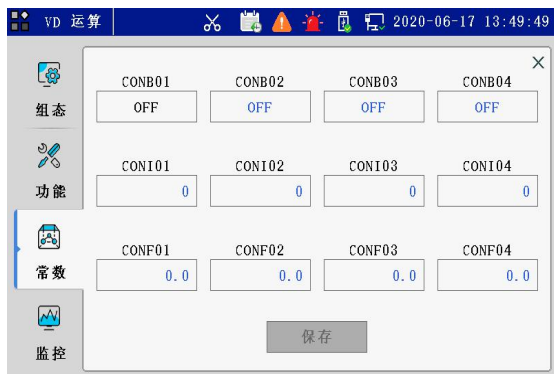 VD 运算 2020-06-17 13:49:49
组态
功能
常数
监控
CONB01 CONB02 CONB03 CONB04
OFF OFF OFF OFF
CONI01 CONI02 CONI03 CONI04
0 0 0 0
CONF01 CONF02 CONF03 CONF04
0.0 0.0 0.0 0.0
保存